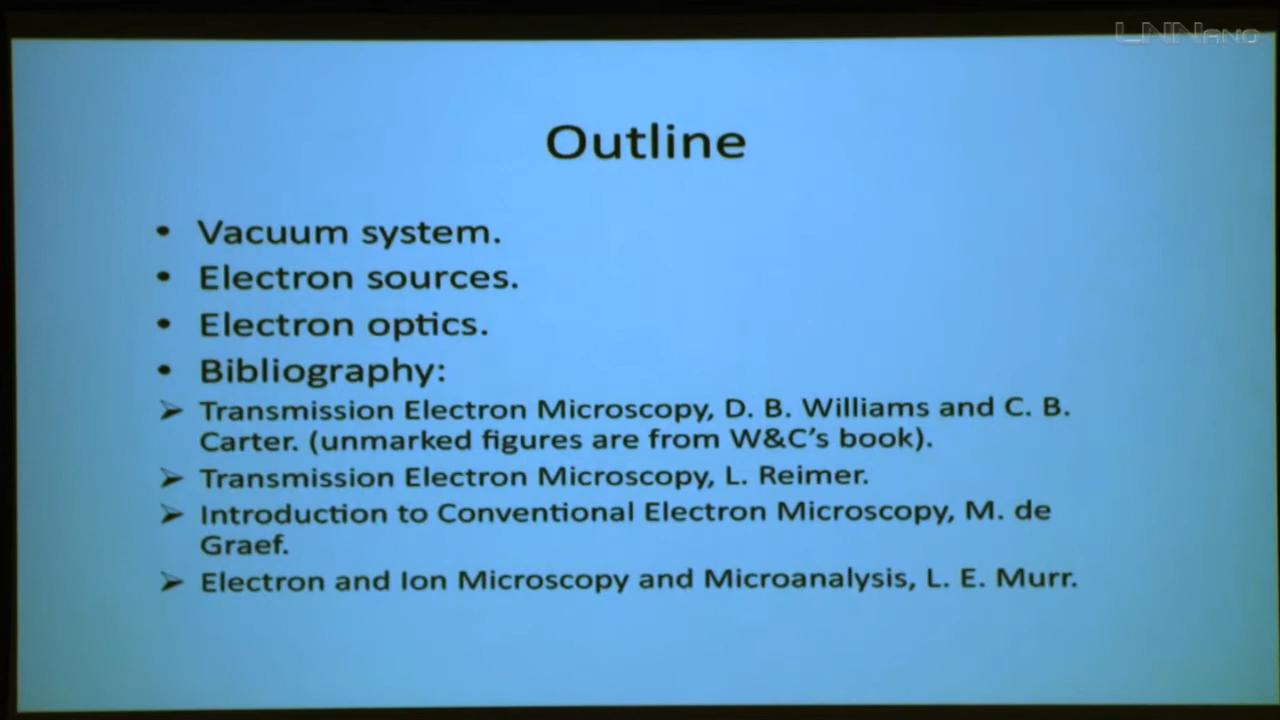 LNNANO
Outline
• Vacuum system.
• Electron sources.
• Electron optics.
• Bibliography:
➢ Transmission Electron Microscopy, D. B. Williams and C. B.
Carter. (unmarked figures are from W&C's book).
➢ Transmission Electron Microscopy, L. Reimer.
➢ Introduction to Conventional Electron Microscopy, M. de
Graef.
➢ Electron and Ion Microscopy and Microanalysis, L. E. Murr.